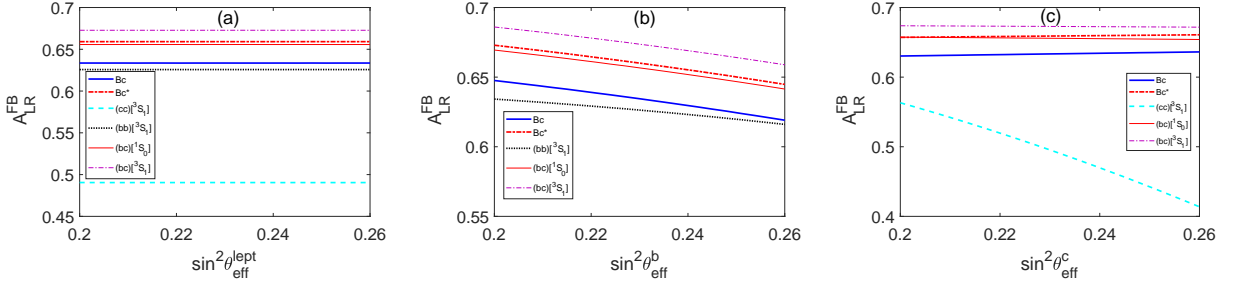 (a)
A_LR^FB
0.7
0.65
0.6
0.55
0.5
0.45
0.4
Bc
Bc*
(cc)[³S₁]
(bb)[³S₁]
(bc)[¹S₀]
(bc)[³S₁]
0.2 0.22 0.24 0.26
sin²θ_eff^lept
(b)
A_LR^FB
0.7
0.65
0.6
0.55
Bc
Bc*
(bb)[³S₁]
(bc)[¹S₀]
(bc)[³S₁]
0.2 0.22 0.24 0.26
sin²θ_eff^b
(c)
A_LR^FB
0.7
0.6
0.5
0.4
Bc
Bc*
(cc)[³S₁]
(bc)[¹S₀]
(bc)[³S₁]
0.2 0.22 0.24 0.26
sin²θ_eff^c